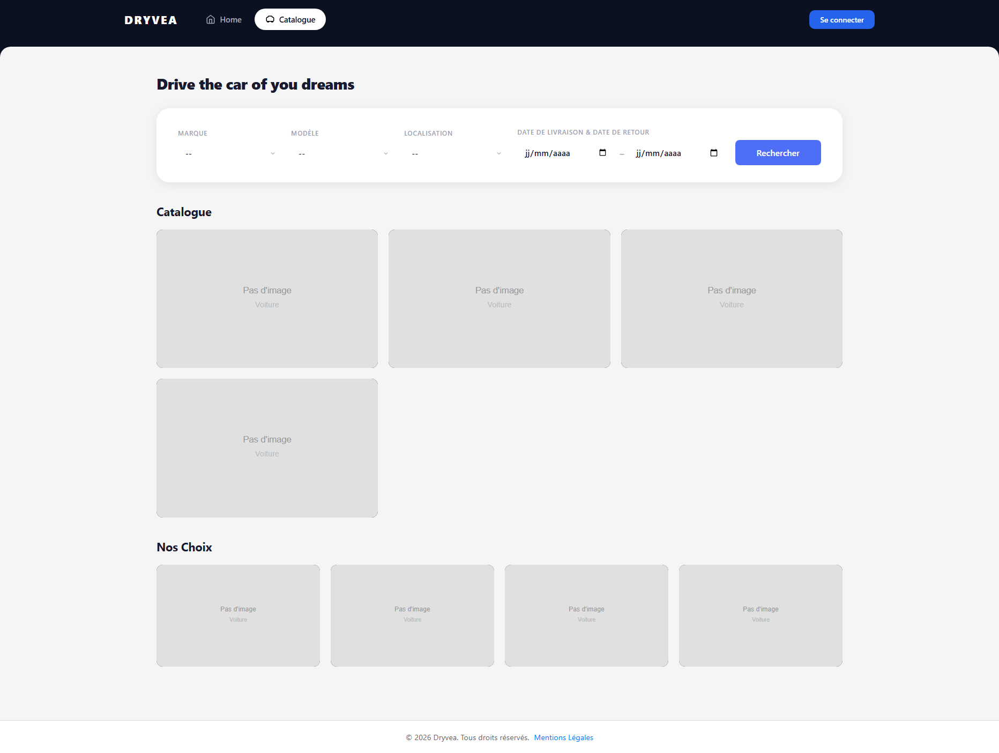 DRYVEA
Home
Catalogue
Se connecter
Drive the car of you dreams
MARQUE
MODÈLE
LOCALISATION
DATE DE LIVRAISON & DATE DE RETOUR
--
--
--
jj/mm/aaaa
–
jj/mm/aaaa
Rechercher
Catalogue
Pas d'image
Voiture
Pas d'image
Voiture
Pas d'image
Voiture
Pas d'image
Voiture
Nos Choix
Pas d'image
Voiture
Pas d'image
Voiture
Pas d'image
Voiture
Pas d'image
Voiture
© 2026 Dryvea. Tous droits réservés. Mentions Légales